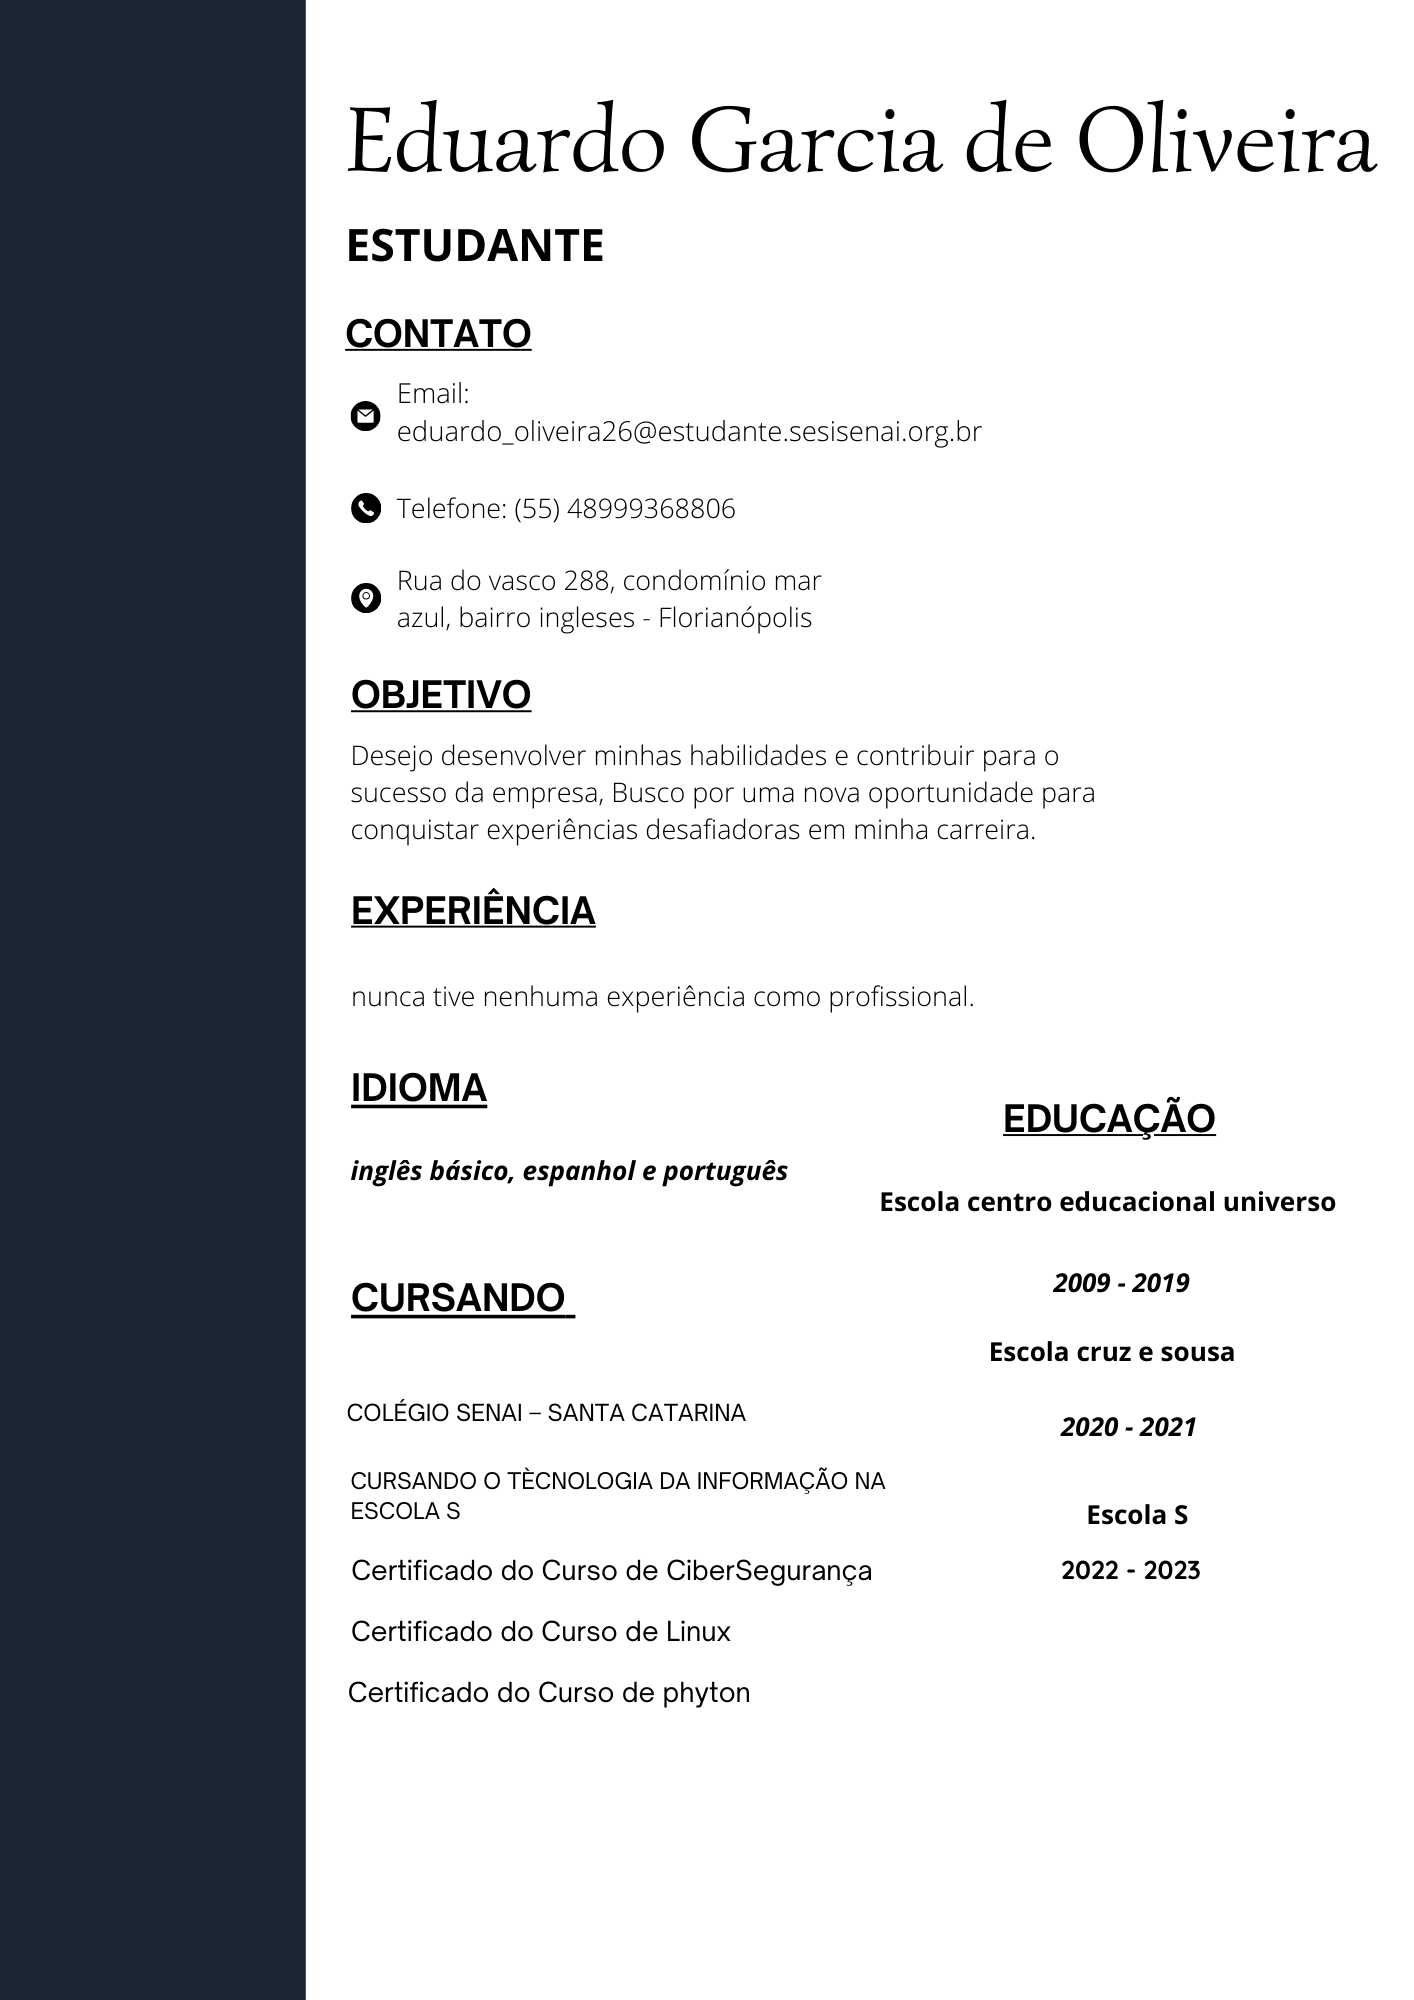 Eduardo Garcia de Oliveira
ESTUDANTE
CONTATO
Email:
eduardo_oliveira26@estudante.sesisenai.org.br
Telefone: (55) 48999368806
Rua do vasco 288, condomínio mar
azul, bairro ingleses - Florianópolis
OBJETIVO
Desejo desenvolver minhas habilidades e contribuir para o
sucesso da empresa, Busco por uma nova oportunidade para
conquistar experiências desafiadoras em minha carreira.
EXPERIÊNCIA
nunca tive nenhuma experiência como profissional.
IDIOMA
inglês básico, espanhol e português
CURSANDO
COLÉGIO SENAI – SANTA CATARINA
CURSANDO O TÈCNOLOGIA DA INFORMAÇÃO NA
ESCOLA S
Certificado do Curso de CiberSegurança
Certificado do Curso de Linux
Certificado do Curso de phyton
EDUCAÇÃO
Escola centro educacional universo
2009 - 2019
Escola cruz e sousa
2020 - 2021
Escola S
2022 - 2023